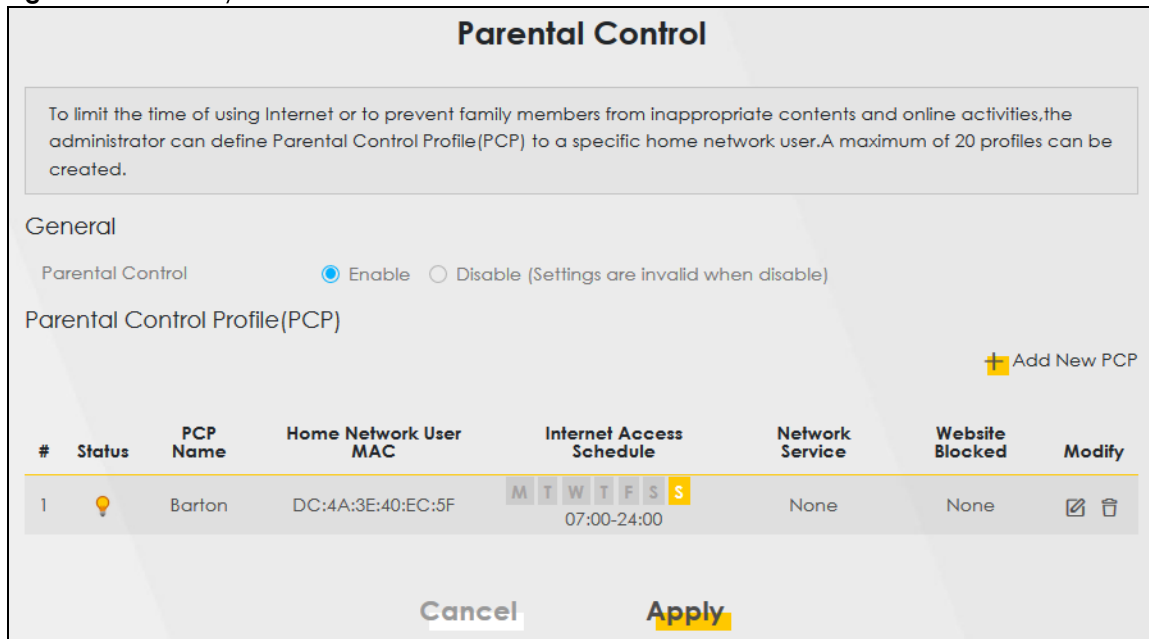 Parental Control
To limit the time of using Internet or to prevent family members from inappropriate contents and online activities,the
administrator can define Parental Control Profile(PCP) to a specific home network user.A maximum of 20 profiles can be
created.
General
Parental Control Enable Disable (Settings are invalid when disable)
Parental Control Profile(PCP)
+ Add New PCP
# Status PCP Name Home Network User MAC Internet Access Schedule Network Service Website Blocked Modify
1 Barton DC:4A:3E:40:EC:5F M T W T F S S 07:00-24:00 None None
Cancel Apply